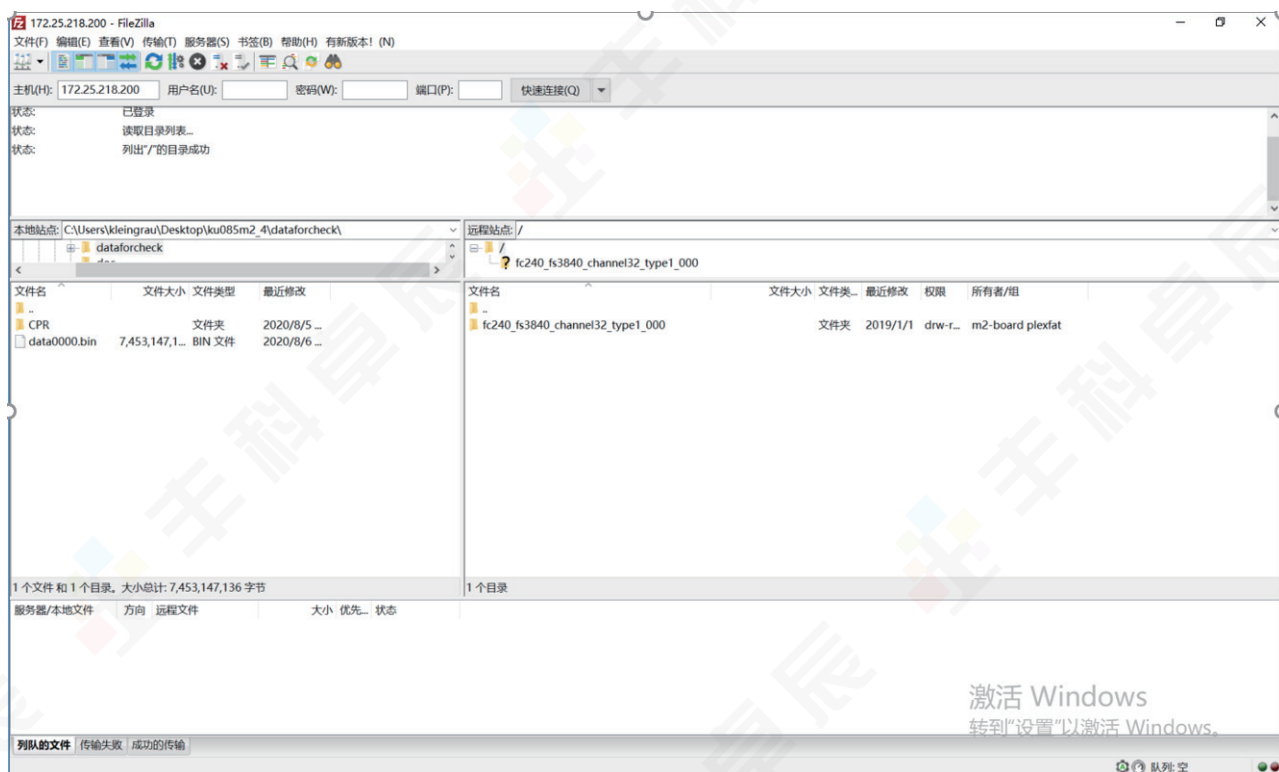 172.25.218.200 - FileZilla
文件(F) 编辑(E) 查看(V) 传输(T) 服务器(S) 书签(B) 帮助(H) 有新版本! (N)
主机(H): 172.25.218.200 用户名(U): 密码(W): 端口(P): 快速连接(Q)
状态: 已登录
状态: 读取目录列表...
状态: 列出"/"的目录成功
本地站点: C:\Users\kleingrau\Desktop\ku085m2_4\dataforcheck\ 远程站点: /
dataforcheck /
fc240_fs3840_channel32_type1_000
文件名 文件大小 文件类型 最近修改 文件名 文件大小 文件类... 最近修改 权限 所有者/组
.. ..
CPR 文件夹 2020/8/5 ... fc240_fs3840_channel32_type1_000 文件夹 2019/1/1 drw-r... m2-board plexfat
data0000.bin 7,453,147,1... BIN 文件 2020/8/6 ...
1 个文件 和 1 个目录。大小总计: 7,453,147,136 字节 1 个目录
服务器/本地文件 方向 远程文件 大小 优先... 状态
激活 Windows
转到"设置"以激活 Windows。
列队的文件 传输失败 成功的传输
队列: 空
丰科卓辰